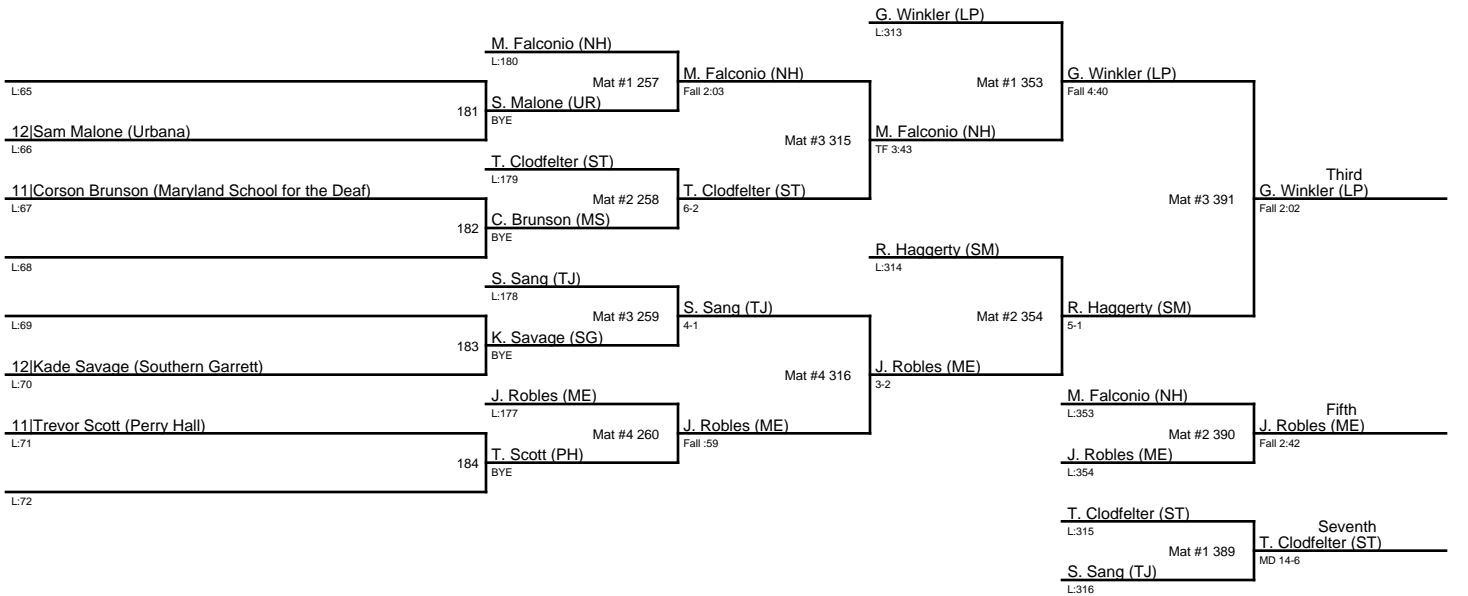 G. Winkler (LP)
L:313
M. Falconio (NH)
L:180
Mat #1 257
Mat #1 353
M. Falconio (NH)
Fall 2:03
G. Winkler (LP)
Fall 4:40
L:65
181
S. Malone (UR)
BYE
12|Sam Malone (Urbana)
L:66
Mat #3 315
M. Falconio (NH)
TF 3:43
T. Clodfelter (ST)
L:179
11|Corson Brunson (Maryland School for the Deaf)
L:67
Mat #2 258
T. Clodfelter (ST)
6-2
Mat #3 391
Third
G. Winkler (LP)
Fall 2:02
182
C. Brunson (MS)
BYE
L:68
R. Haggerty (SM)
L:314
S. Sang (TJ)
L:178
Mat #3 259
S. Sang (TJ)
4-1
Mat #2 354
R. Haggerty (SM)
5-1
L:69
183
K. Savage (SG)
BYE
12|Kade Savage (Southern Garrett)
L:70
Mat #4 316
J. Robles (ME)
3-2
J. Robles (ME)
L:177
M. Falconio (NH)
L:353
11|Trevor Scott (Perry Hall)
L:71
Mat #4 260
J. Robles (ME)
Fall :59
Mat #2 390
Fifth
J. Robles (ME)
Fall 2:42
184
T. Scott (PH)
BYE
J. Robles (ME)
L:354
L:72
T. Clodfelter (ST)
L:315
Mat #1 389
Seventh
T. Clodfelter (ST)
MD 14-6
S. Sang (TJ)
L:316